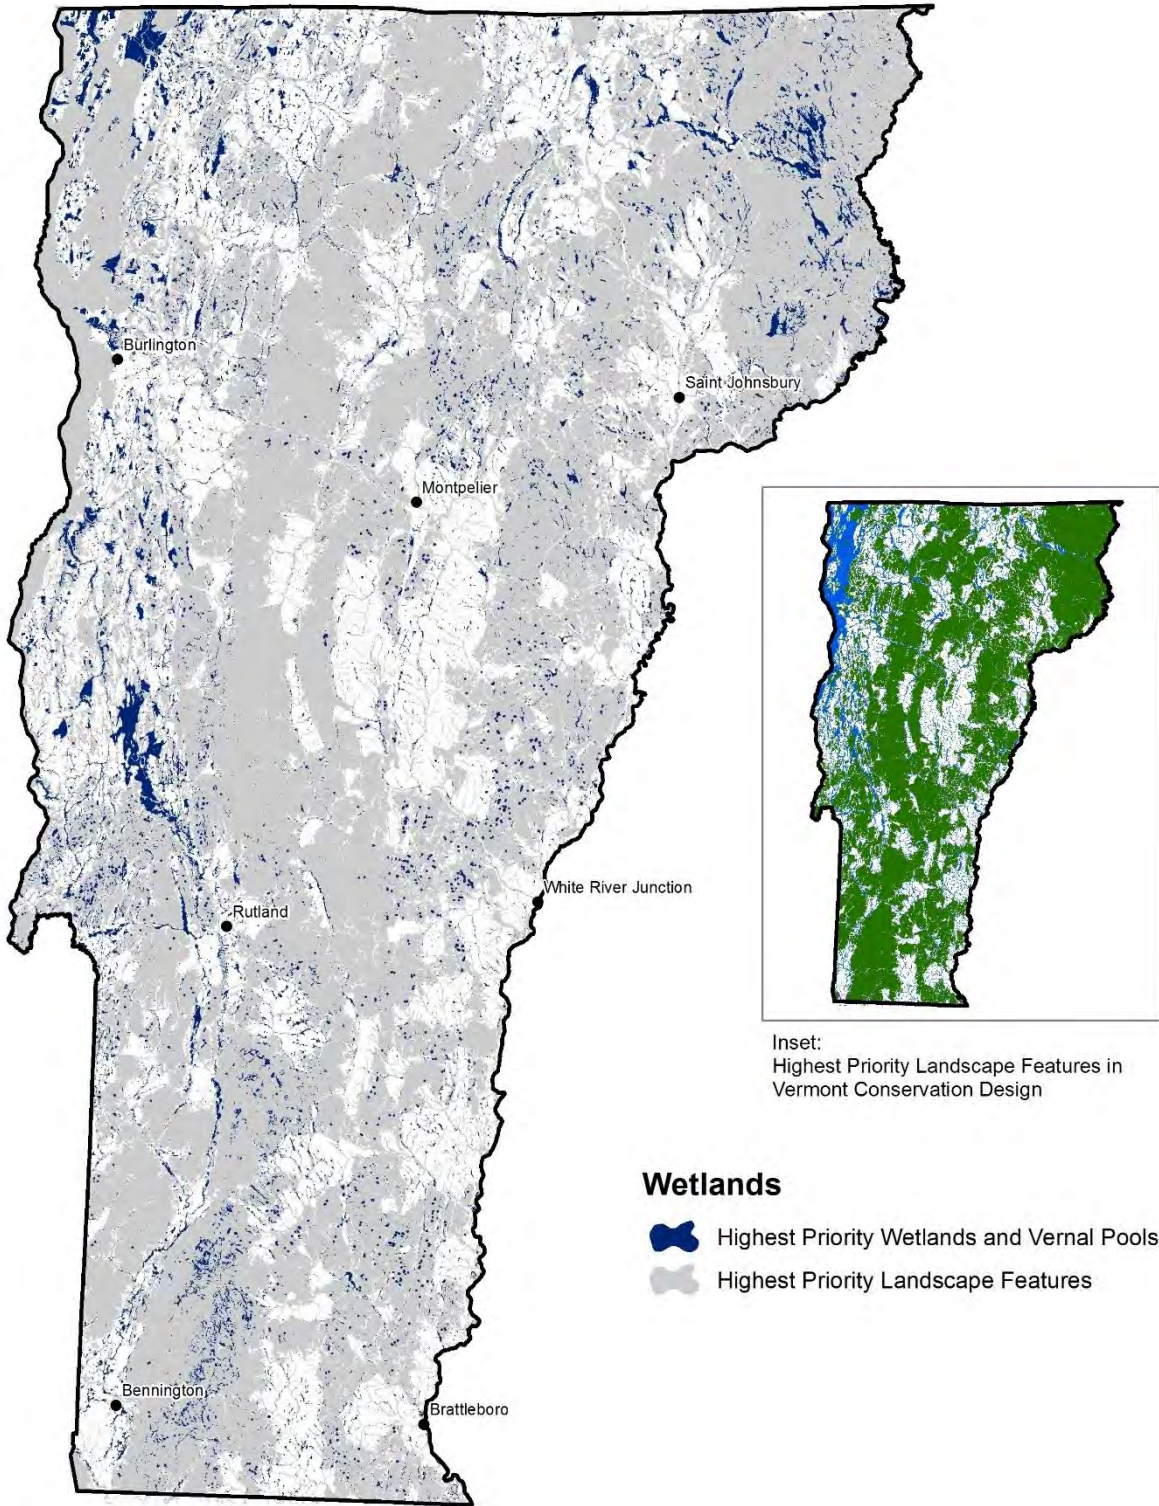 Burlington
Saint Johnsbury
Montpelier
White River Junction
Rutland
Bennington
Brattleboro
Inset:
Highest Priority Landscape Features in
Vermont Conservation Design
Wetlands
Highest Priority Wetlands and Vernal Pools
Highest Priority Landscape Features